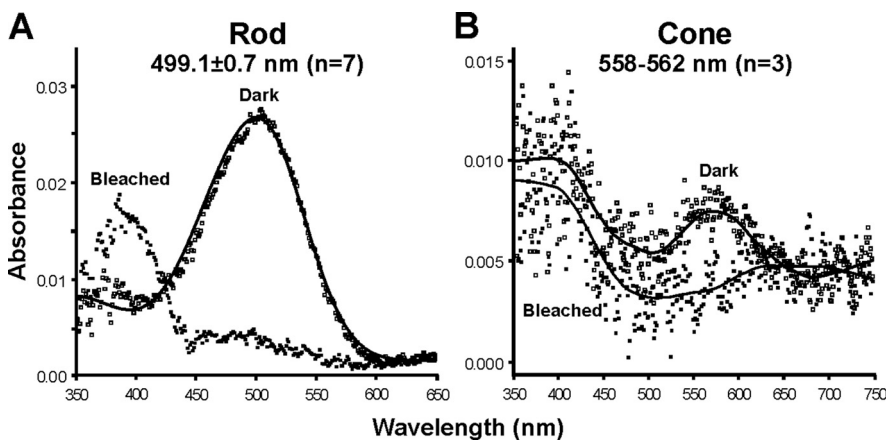 A
Rod
499.1±0.7 nm (n=7)
Dark
Bleached
Absorbance
0.03
0.02
0.01
0.00
350 400 450 500 550 600 650
B
Cone
558-562 nm (n=3)
Dark
Bleached
0.015
0.010
0.005
0.000
350 400 450 500 550 600 650 700 750
Wavelength (nm)